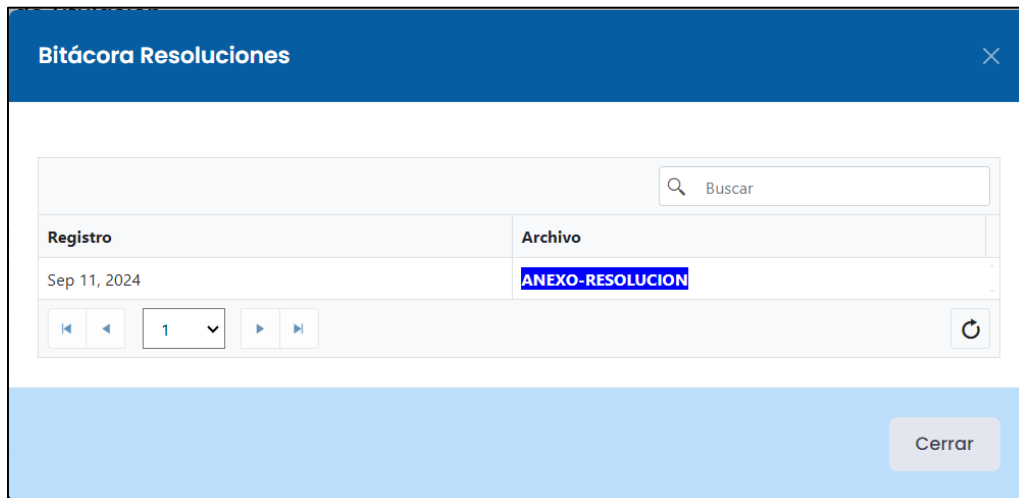 Bitácora Resoluciones
Buscar
Registro Archivo
Sep 11, 2024 ANEXO-RESOLUCION
1
Cerrar